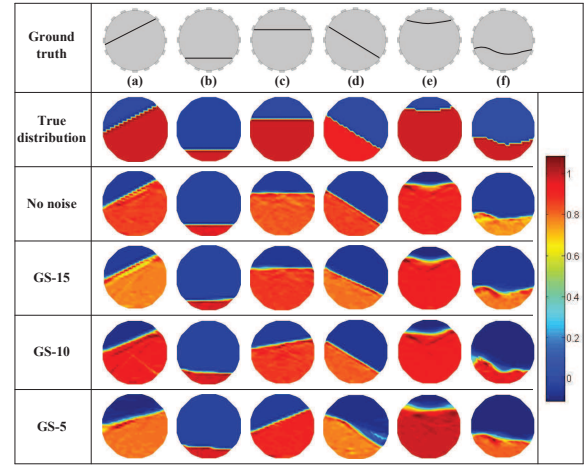 Ground
truth
(a) (b) (c) (d) (e) (f)
True
distribution
No noise
GS-15
GS-10
GS-5
1
0.8
0.6
0.4
0.2
0